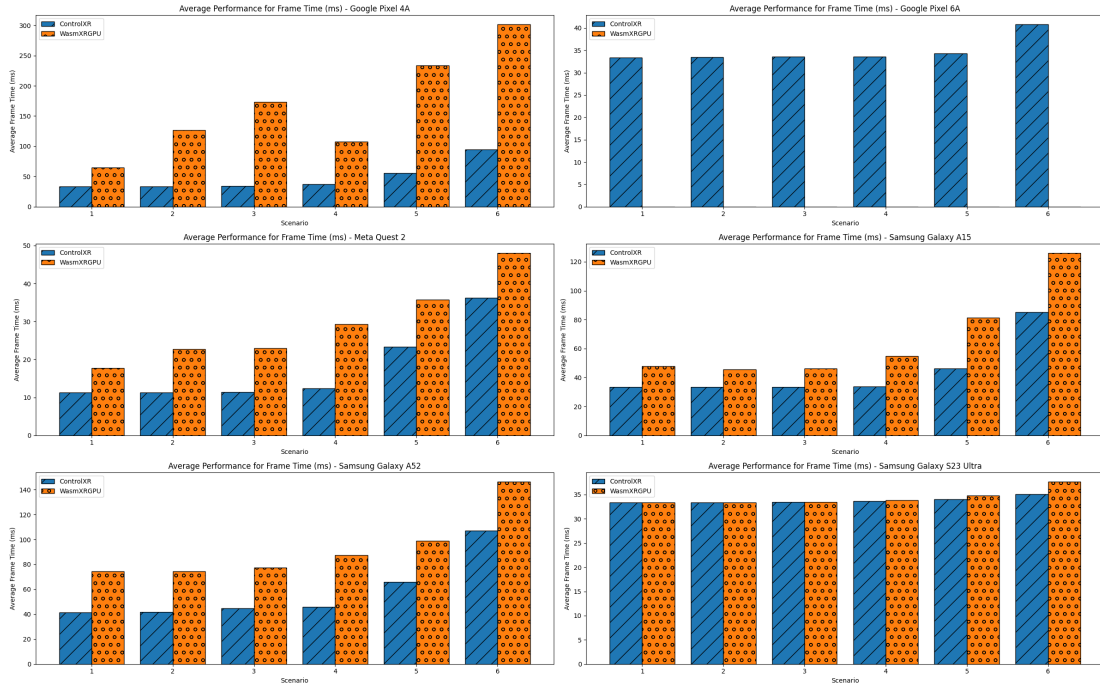 Average Performance for Frame Time (ms) - Google Pixel 4A
ControlXR
WasmXRGPU
Average Frame Time (ms)
300
250
200
150
100
50
0
1 2 3 4 5 6
Scenario
Average Performance for Frame Time (ms) - Google Pixel 6A
ControlXR
WasmXRGPU
Average Frame Time (ms)
40
35
30
25
20
15
10
5
0
1 2 3 4 5 6
Scenario
Average Performance for Frame Time (ms) - Meta Quest 2
ControlXR
WasmXRGPU
Average Frame Time (ms)
50
40
30
20
10
0
1 2 3 4 5 6
Scenario
Average Performance for Frame Time (ms) - Samsung Galaxy A15
ControlXR
WasmXRGPU
Average Frame Time (ms)
120
100
80
60
40
20
0
1 2 3 4 5 6
Scenario
Average Performance for Frame Time (ms) - Samsung Galaxy A52
ControlXR
WasmXRGPU
Average Frame Time (ms)
140
120
100
80
60
40
20
0
1 2 3 4 5 6
Scenario
Average Performance for Frame Time (ms) - Samsung Galaxy S23 Ultra
ControlXR
WasmXRGPU
Average Frame Time (ms)
35
30
25
20
15
10
5
0
1 2 3 4 5 6
Scenario